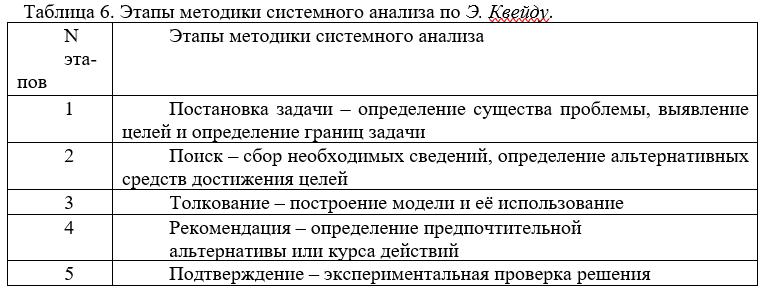 Таблица 6. Этапы методики системного анализа по Э. Квейду.
N
эта-
пов
Этапы методики системного анализа
1
Постановка задачи – определение существа проблемы, выявление
целей и определение границ задачи
2
Поиск – сбор необходимых сведений, определение альтернативных
средств достижения целей
3
Толкование – построение модели и её использование
4
Рекомендация – определение предпочтительной
альтернативы или курса действий
5
Подтверждение – экспериментальная проверка решения